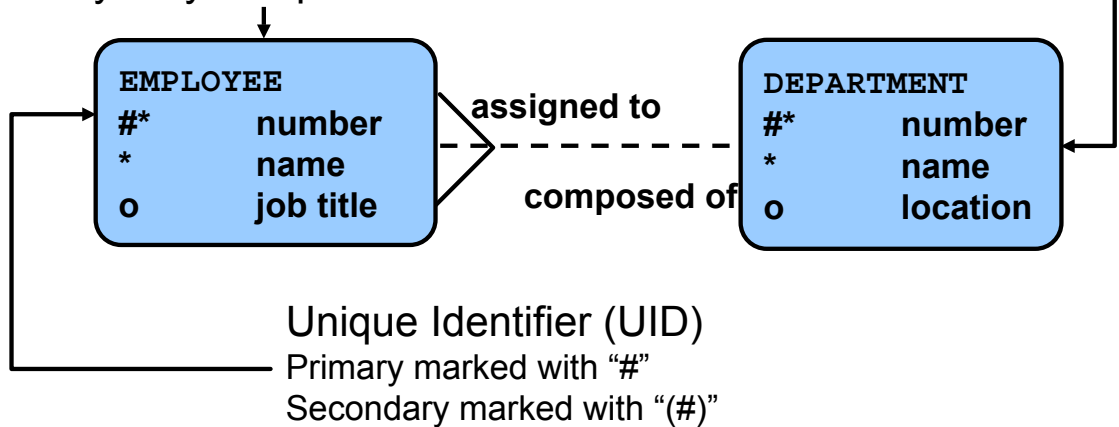 EMPLOYEE
#* number
* name
o job title
assigned to
composed of
DEPARTMENT
#* number
* name
o location
Unique Identifier (UID)
Primary marked with “#”
Secondary marked with “(#)”